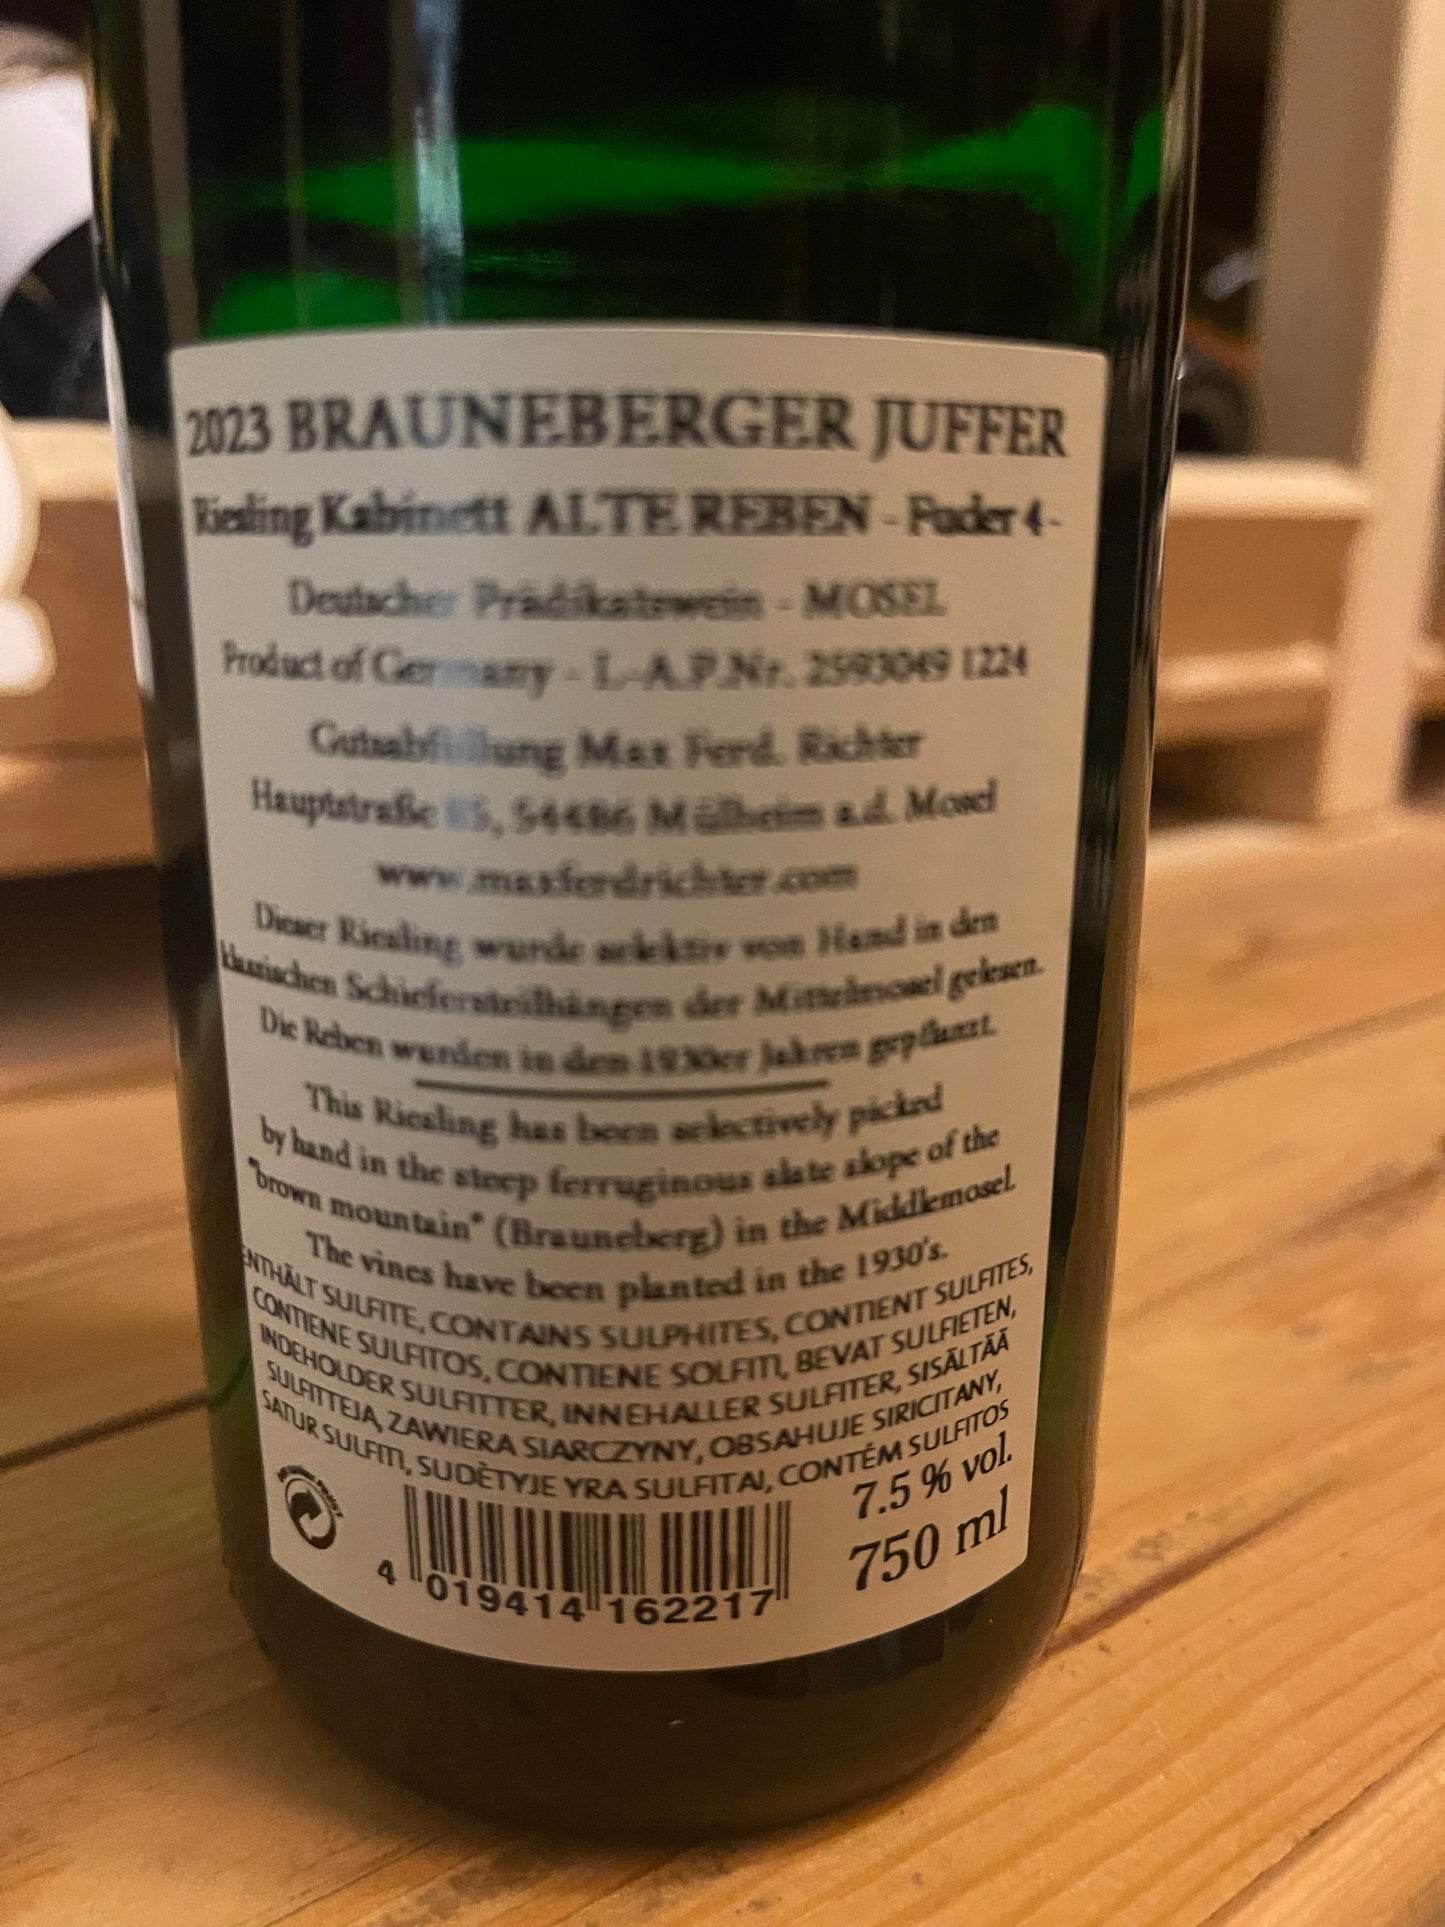 2023 BRAUNEBERGER JUFFER
Riesling Kabinett ALTE REBEN - Fuder 4 -
Deutscher Prädikatswein - MOSEL
Product of Germany - L-A.P.Nr. 2593049 1224
Gutsabfüllung Max Ferd. Richter
Hauptstraße 85, 54486 Mülheim a.d. Mosel
www.maxferdrichter.com
Dieser Riesling wurde selektiv von Hand in den
klassischen Schiefersteilhängen der Mittelmosel gelesen.
Die Reben wurden in den 1930er Jahren gepflanzt.
This Riesling has been selectively picked
by hand in the steep ferruginous slate slope of the
"brown mountain" (Brauneberg) in the Middlemosel.
The vines have been planted in the 1930's.
ENTHÄLT SULFITE, CONTAINS SULPHITES, CONTIENT SULFITES,
CONTIENE SULFITOS, CONTIENE SOLFITI, BEVAT SULFIETEN,
INDEHOLDER SULFITTER, INNEHALLER SULFITER, SISÄLTÄÄ
SULFITTEJA, ZAWIERA SIARCZYNY, OBSAHUJE SIRICITANY,
SATUR SULFITI, SUDĖTYJE YRA SULFITAI, CONTÉM SULFITOS
7.5 % vol.
750 ml
4 019414 162217